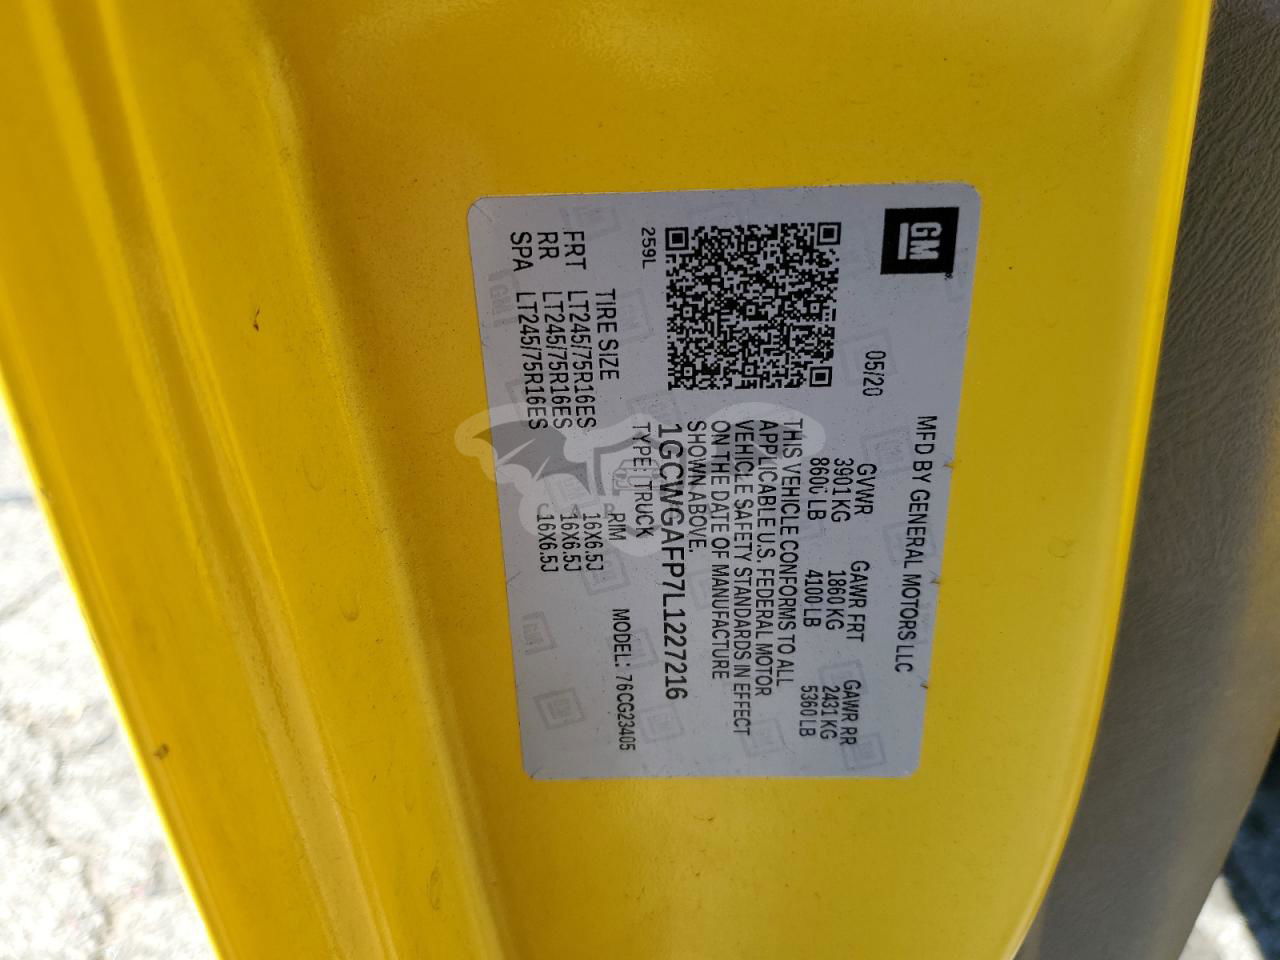 GM
MFD BY GENERAL MOTORS LLC
05/20
GVWR GAWR FRT GAWR RR
3901 KG 1860 KG 2431 KG
8600 LB 4100 LB 5360 LB
THIS VEHICLE CONFORMS TO ALL
APPLICABLE U.S. FEDERAL MOTOR
VEHICLE SAFETY STANDARDS IN EFFECT
ON THE DATE OF MANUFACTURE
SHOWN ABOVE.
259L
1GCWGAFP7L1227216
TYPE: TRUCK MODEL: 76CG23405
TIRE SIZE RIM
FRT LT245/75R16ES 16X6.5J
RR LT245/75R16ES 16X6.5J
SPA LT245/75R16ES 16X6.5J